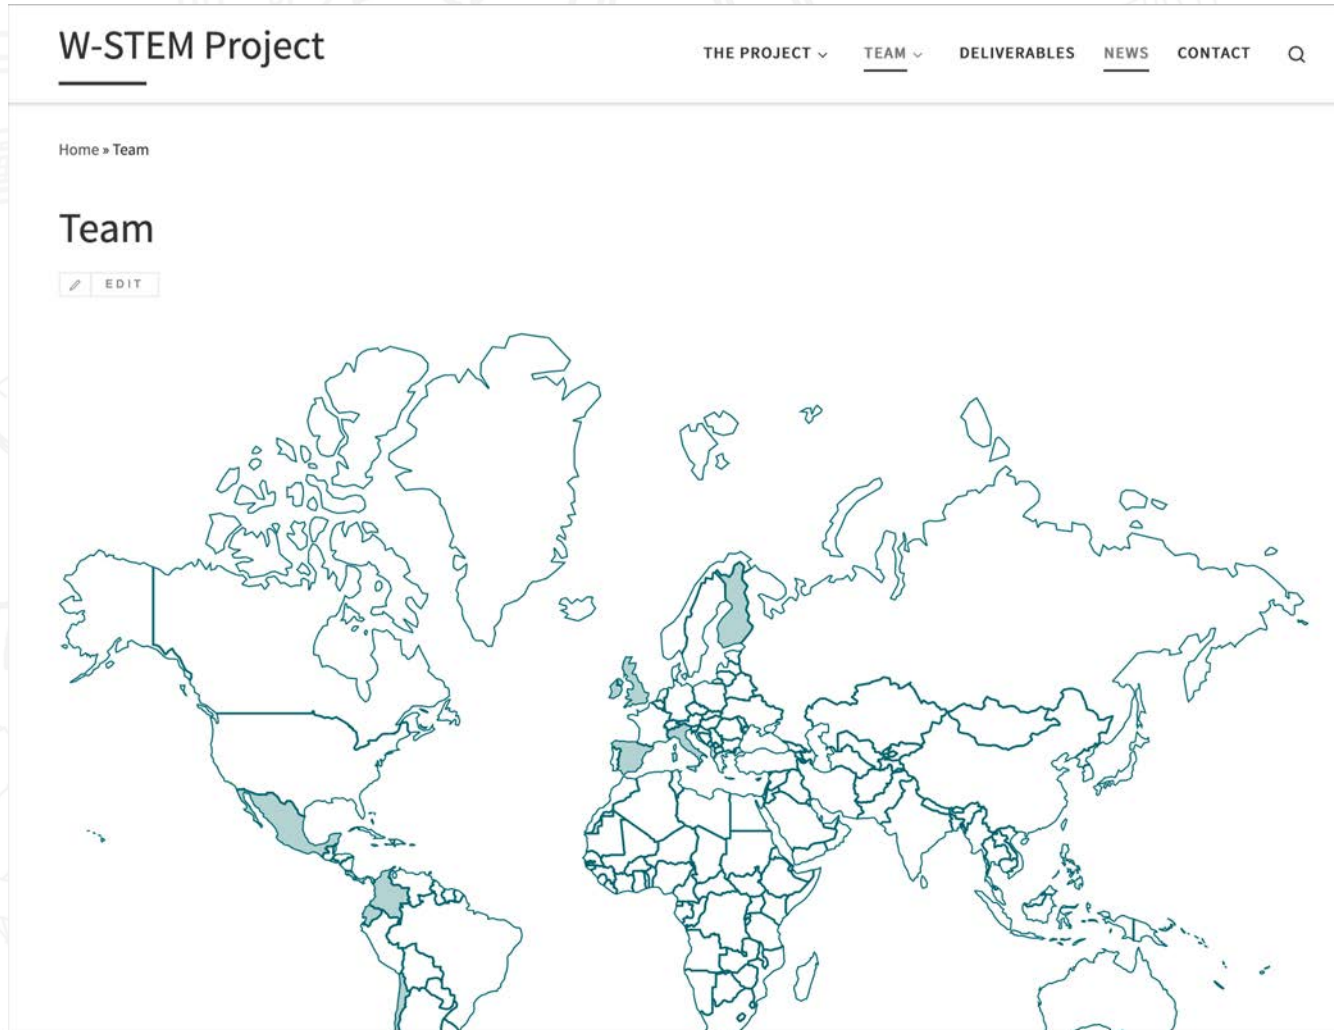 W-STEM Project
THE PROJECT
TEAM
DELIVERABLES
NEWS
CONTACT
Home » Team
Team
EDIT